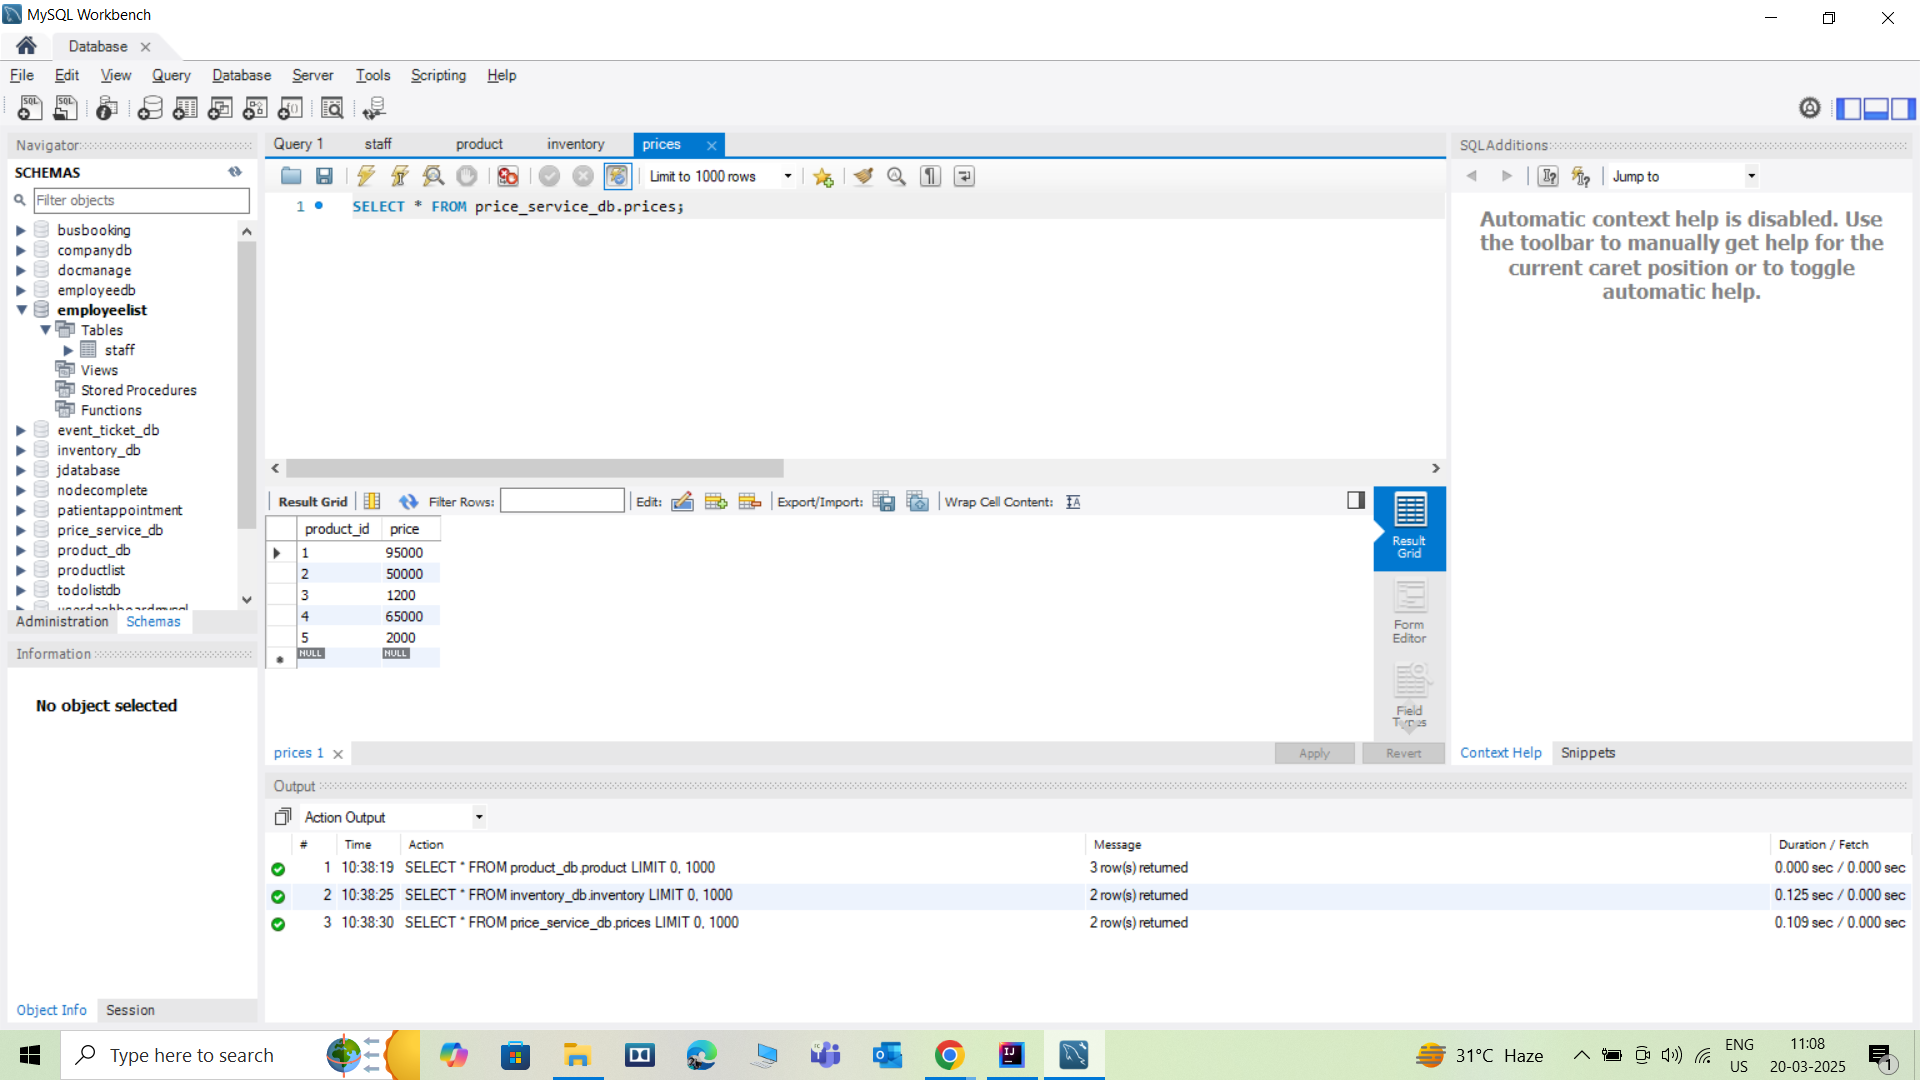 MySQL Workbench
Database
File Edit View Query Database Server Tools Scripting Help
Navigator
SCHEMAS
Filter objects
busbooking
companydb
docmanage
employeedb
employeelist
Tables
staff
Views
Stored Procedures
Functions
event_ticket_db
inventory_db
jdatabase
nodecomplete
patientappointment
price_service_db
product_db
productlist
todolistdb
Administration Schemas
Information
No object selected
Object Info Session
Query 1 staff product inventory prices
Limit to 1000 rows
1 SELECT * FROM price_service_db.prices;
Result Grid Filter Rows: Edit: Export/Import: Wrap Cell Content:
product_id price
1 95000
2 50000
3 1200
4 65000
5 2000
NULL NULL
Result
Grid
Form
Editor
Field
Types
prices 1 Apply Revert
SQLAdditions
Jump to
Automatic context help is disabled. Use
the toolbar to manually get help for the
current caret position or to toggle
automatic help.
Context Help Snippets
Output
Action Output
# Time Action Message Duration / Fetch
1 10:38:19 SELECT * FROM product_db.product LIMIT 0, 1000 3 row(s) returned 0.000 sec / 0.000 sec
2 10:38:25 SELECT * FROM inventory_db.inventory LIMIT 0, 1000 2 row(s) returned 0.125 sec / 0.000 sec
3 10:38:30 SELECT * FROM price_service_db.prices LIMIT 0, 1000 2 row(s) returned 0.109 sec / 0.000 sec
Type here to search
31°C Haze
ENG
US
11:08
20-03-2025
1